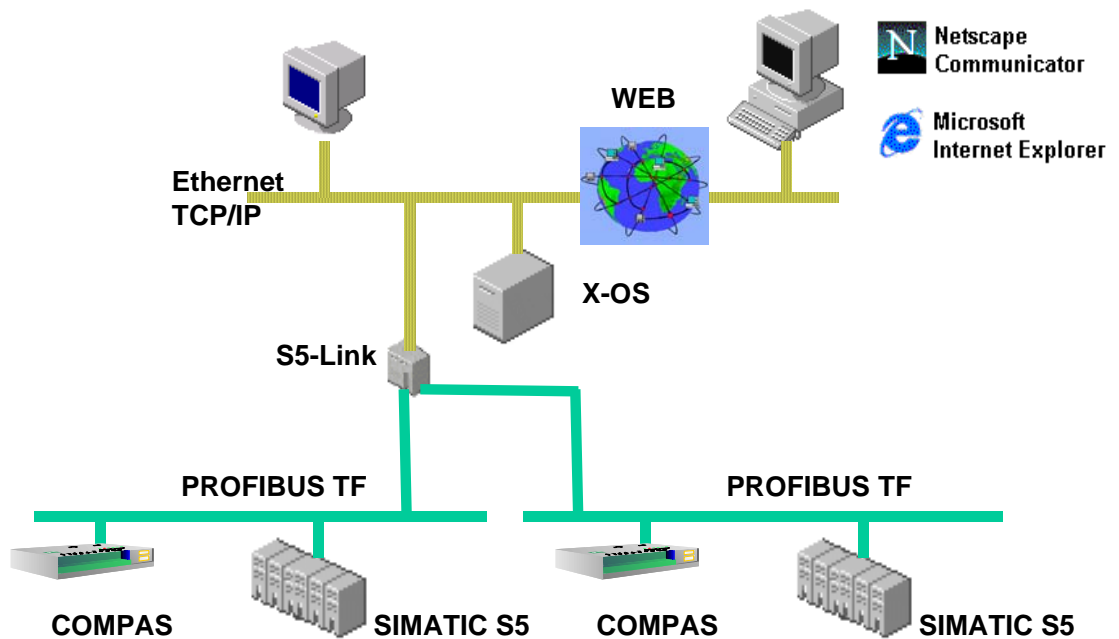 Netscape
Communicator
WEB
Microsoft
Internet Explorer
Ethernet
TCP/IP
X-OS
S5-Link
PROFIBUS TF
PROFIBUS TF
COMPAS
SIMATIC S5
COMPAS
SIMATIC S5